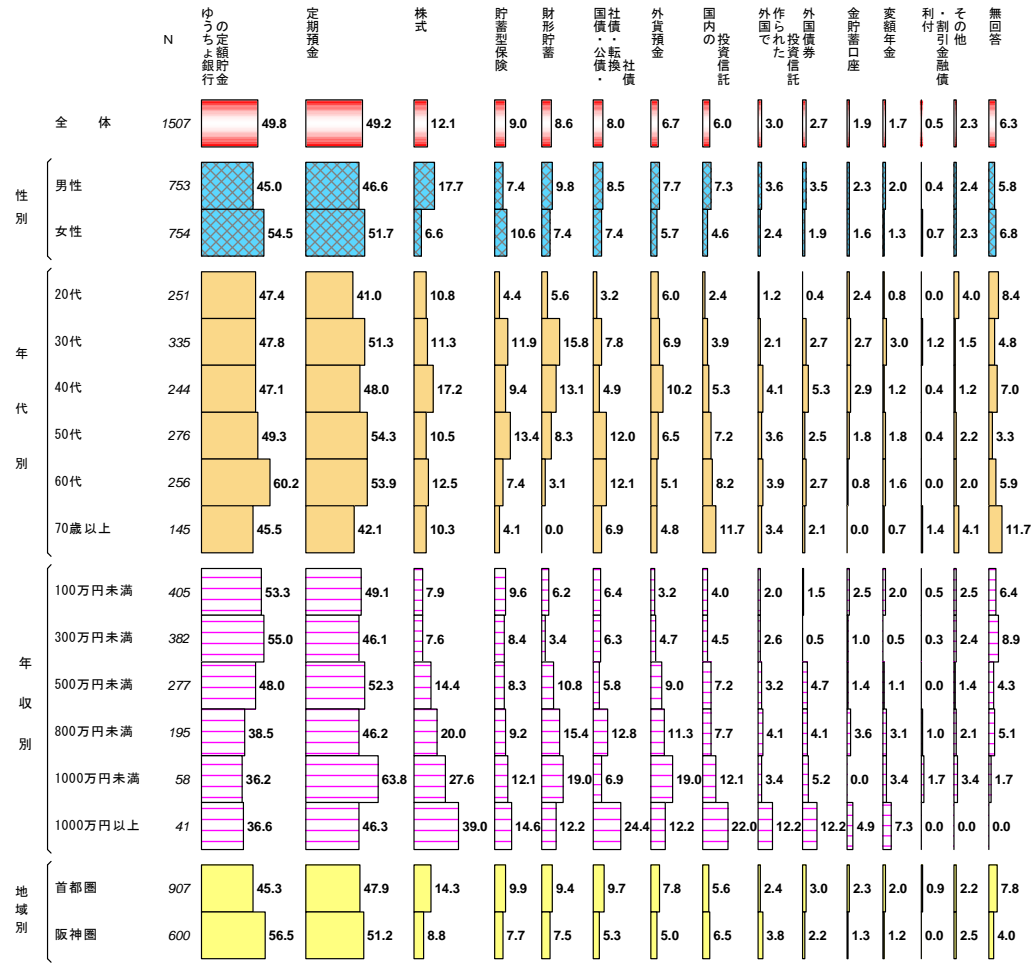 N
ゆうちょ銀行の定額貯金
定期預金
株式
貯蓄型保険
財形貯蓄
国債・公債・社債・転換社債
外貨預金
国内の投資信託
外国で作られた投資信託
外国債券
金貯蓄口座
変額年金
利付・割引金融債
その他
無回答
全 体 1507 49.8 49.2 12.1 9.0 8.6 8.0 6.7 6.0 3.0 2.7 1.9 1.7 0.5 2.3 6.3
性別
男性 753 45.0 46.6 17.7 7.4 9.8 8.5 7.7 7.3 3.6 3.5 2.3 2.0 0.4 2.4 5.8
女性 754 54.5 51.7 6.6 10.6 7.4 7.4 5.7 4.6 2.4 1.9 1.6 1.3 0.7 2.3 6.8
年代別
20代 251 47.4 41.0 10.8 4.4 5.6 3.2 6.0 2.4 1.2 0.4 2.4 0.8 0.0 4.0 8.4
30代 335 47.8 51.3 11.3 11.9 15.8 7.8 6.9 3.9 2.1 2.7 2.7 3.0 1.2 1.5 4.8
40代 244 47.1 48.0 17.2 9.4 13.1 4.9 10.2 5.3 4.1 5.3 2.9 1.2 0.4 1.2 7.0
50代 276 49.3 54.3 10.5 13.4 8.3 12.0 6.5 7.2 3.6 2.5 1.8 1.8 0.4 2.2 3.3
60代 256 60.2 53.9 12.5 7.4 3.1 12.1 5.1 8.2 3.9 2.7 0.8 1.6 0.0 2.0 5.9
70歳以上 145 45.5 42.1 10.3 4.1 0.0 6.9 4.8 11.7 3.4 2.1 0.0 0.7 1.4 4.1 11.7
年収別
100万円未満 405 53.3 49.1 7.9 9.6 6.2 6.4 3.2 4.0 2.0 1.5 2.5 2.0 0.5 2.5 6.4
300万円未満 382 55.0 46.1 7.6 8.4 3.4 6.3 4.7 4.5 2.6 0.5 1.0 0.5 0.3 2.4 8.9
500万円未満 277 48.0 52.3 14.4 8.3 10.8 5.8 9.0 7.2 3.2 4.7 1.4 1.1 0.0 1.4 4.3
800万円未満 195 38.5 46.2 20.0 9.2 15.4 12.8 11.3 7.7 4.1 4.1 3.6 3.1 1.0 2.1 5.1
1000万円未満 58 36.2 63.8 27.6 12.1 19.0 6.9 19.0 12.1 3.4 5.2 0.0 3.4 1.7 3.4 1.7
1000万円以上 41 36.6 46.3 39.0 14.6 12.2 24.4 12.2 22.0 12.2 12.2 4.9 7.3 0.0 0.0 0.0
地域別
首都圏 907 45.3 47.9 14.3 9.9 9.4 9.7 7.8 5.6 2.4 3.0 2.3 2.0 0.9 2.2 7.8
阪神圏 600 56.5 51.2 8.8 7.7 7.5 5.3 5.0 6.5 3.8 2.2 1.3 1.2 0.0 2.5 4.0